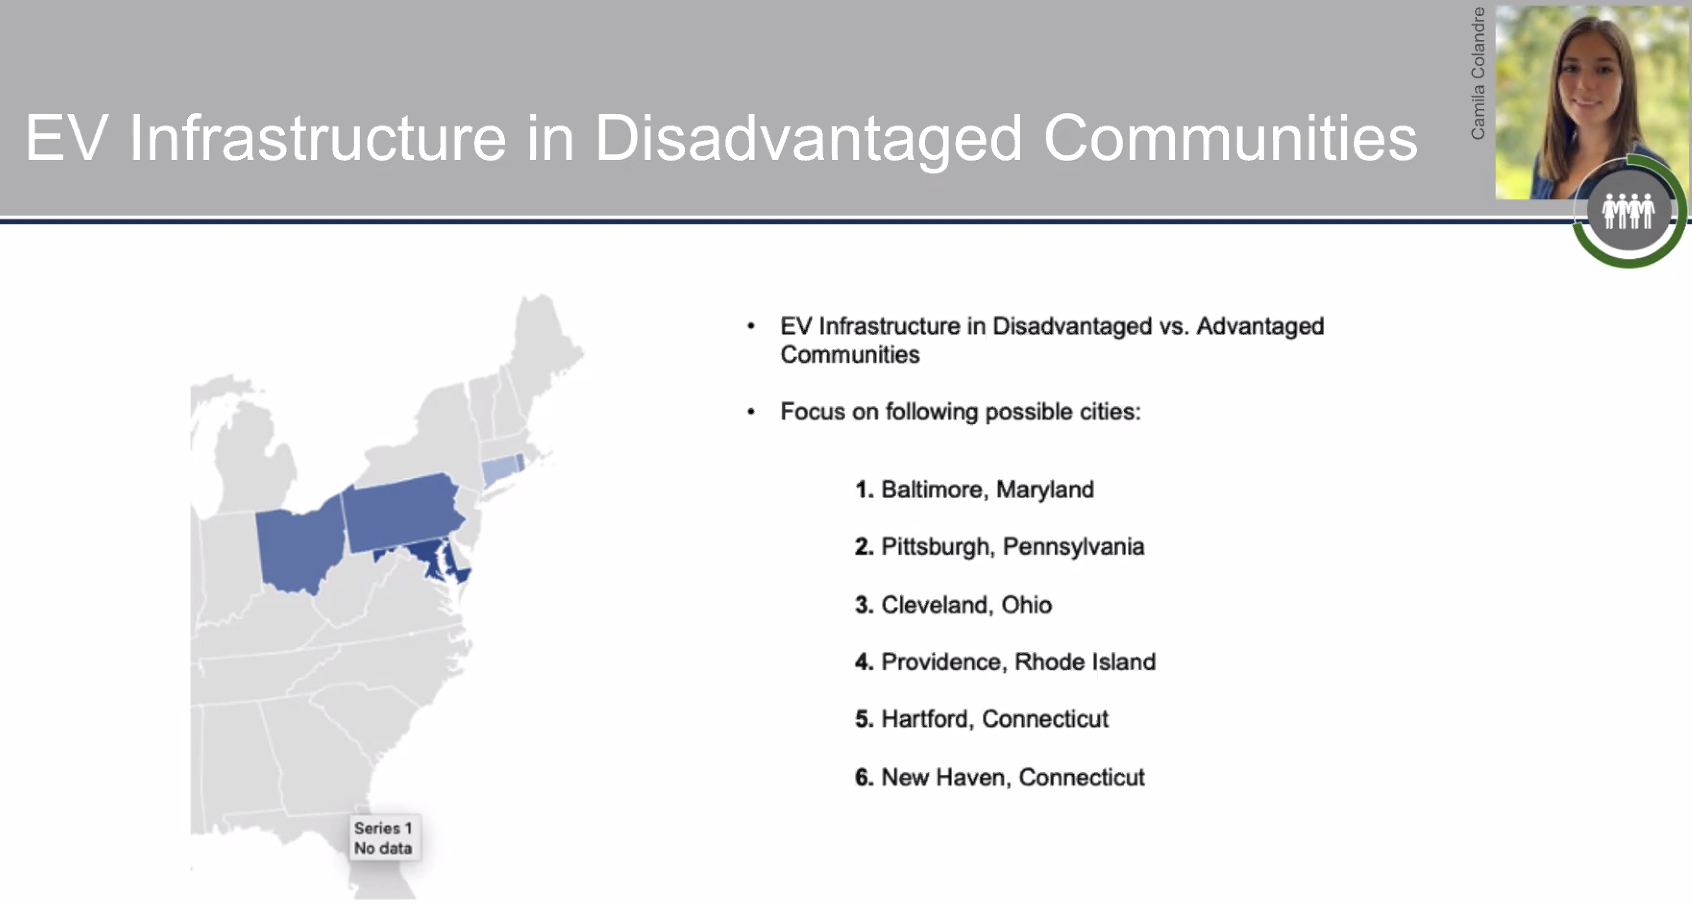 Camila Colandre
EV Infrastructure in Disadvantaged Communities
• EV Infrastructure in Disadvantaged vs. Advantaged
Communities
• Focus on following possible cities:
1. Baltimore, Maryland
2. Pittsburgh, Pennsylvania
3. Cleveland, Ohio
4. Providence, Rhode Island
5. Hartford, Connecticut
6. New Haven, Connecticut
Series 1
No data